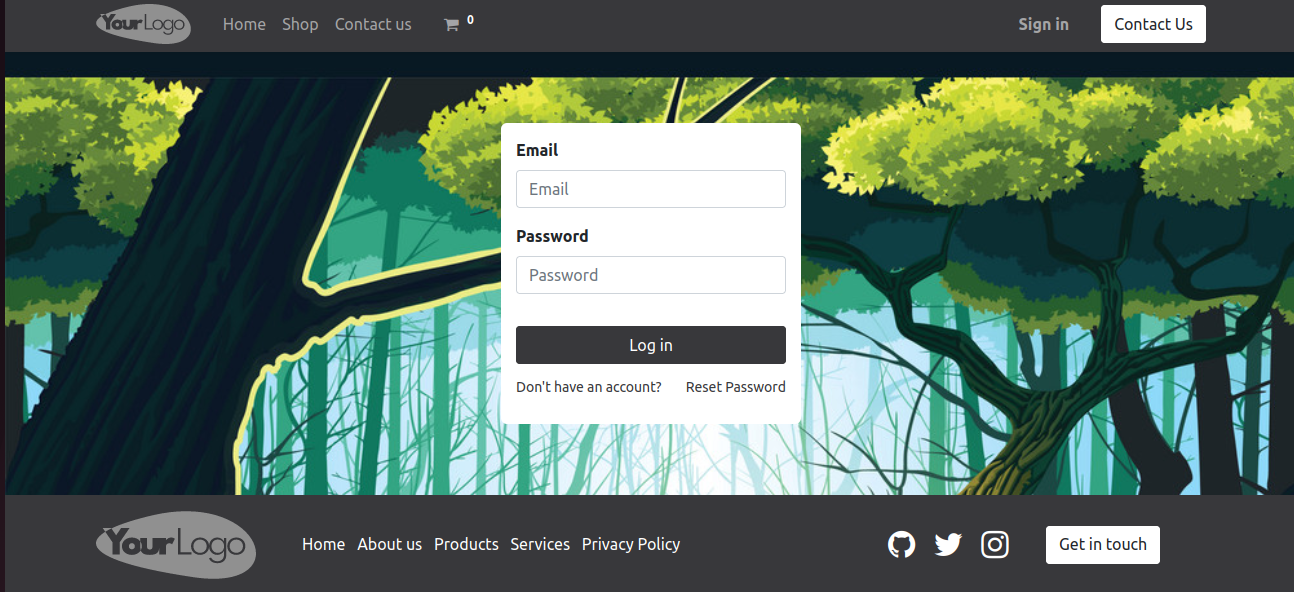 YourLogo Home Shop Contact us 0 Sign in Contact Us
Email
Email
Password
Password
Log in
Don't have an account? Reset Password
YourLogo Home About us Products Services Privacy Policy Get in touch